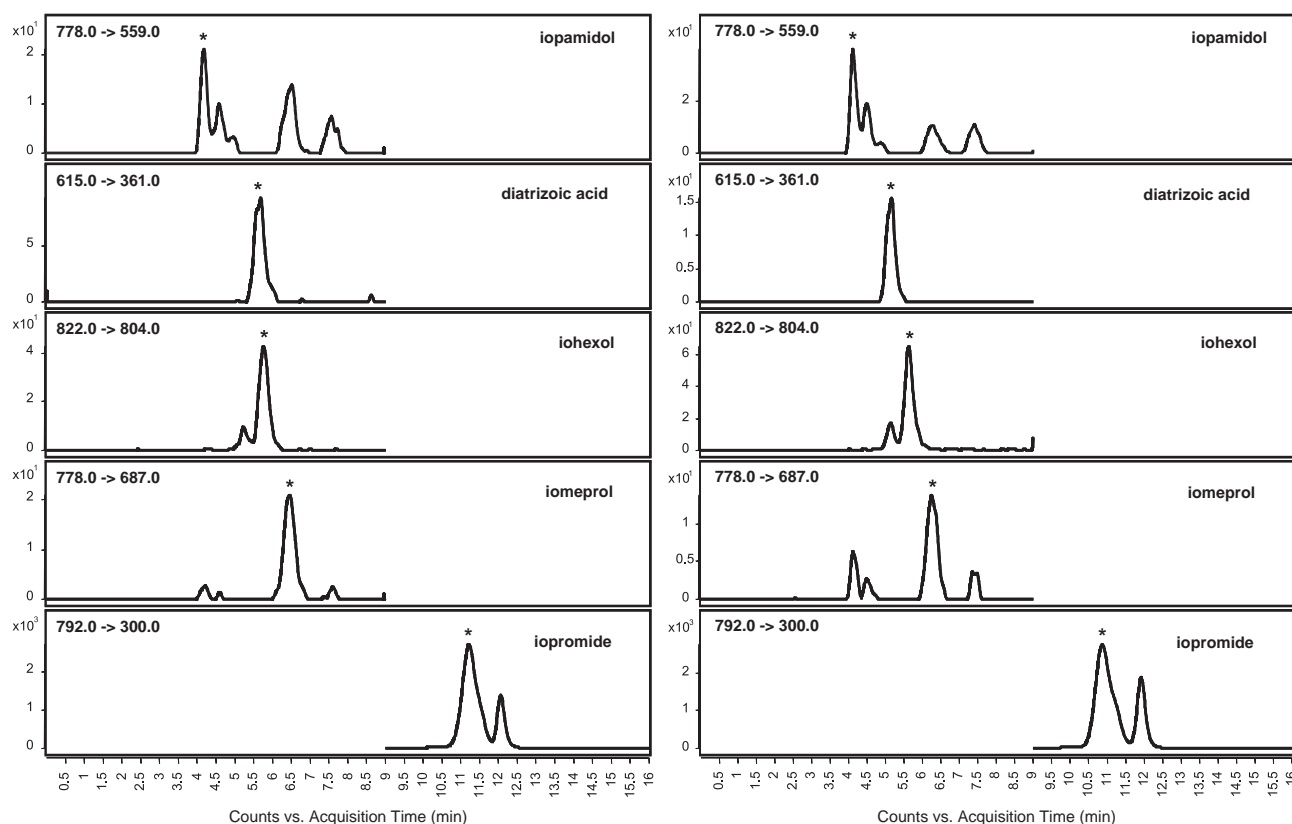 x10¹
778.0 -> 559.0
*
iopamidol
2
1
0
615.0 -> 361.0
*
diatrizoic acid
5
0
x10¹
822.0 -> 804.0
*
iohexol
4
2
0
x10¹
778.0 -> 687.0
*
iomeprol
2
1
0
x10³
792.0 -> 300.0
*
iopromide
2
1
0
0.5 1 1.5 2 2.5 3 3.5 4 4.5 5 5.5 6 6.5 7 7.5 8 8.5 9 9.5 10 10.5 11 11.5 12 12.5 13 13.5 14 14.5 15 15.5 16
Counts vs. Acquisition Time (min)
x10¹
778.0 -> 559.0
*
iopamidol
2
0
x10¹
615.0 -> 361.0
*
diatrizoic acid
1.5
1
0.5
0
x10¹
822.0 -> 804.0
*
iohexol
6
4
2
0
x10¹
778.0 -> 687.0
*
iomeprol
1
0.5
0
x10³
792.0 -> 300.0
*
iopromide
2
1
0
0.5 1 1.5 2 2.5 3 3.5 4 4.5 5 5.5 6 6.5 7 7.5 8 8.5 9 9.5 10 10.5 11 11.5 12 12.5 13 13.5 14 14.5 15 15.5 16
Counts vs. Acquisition Time (min)